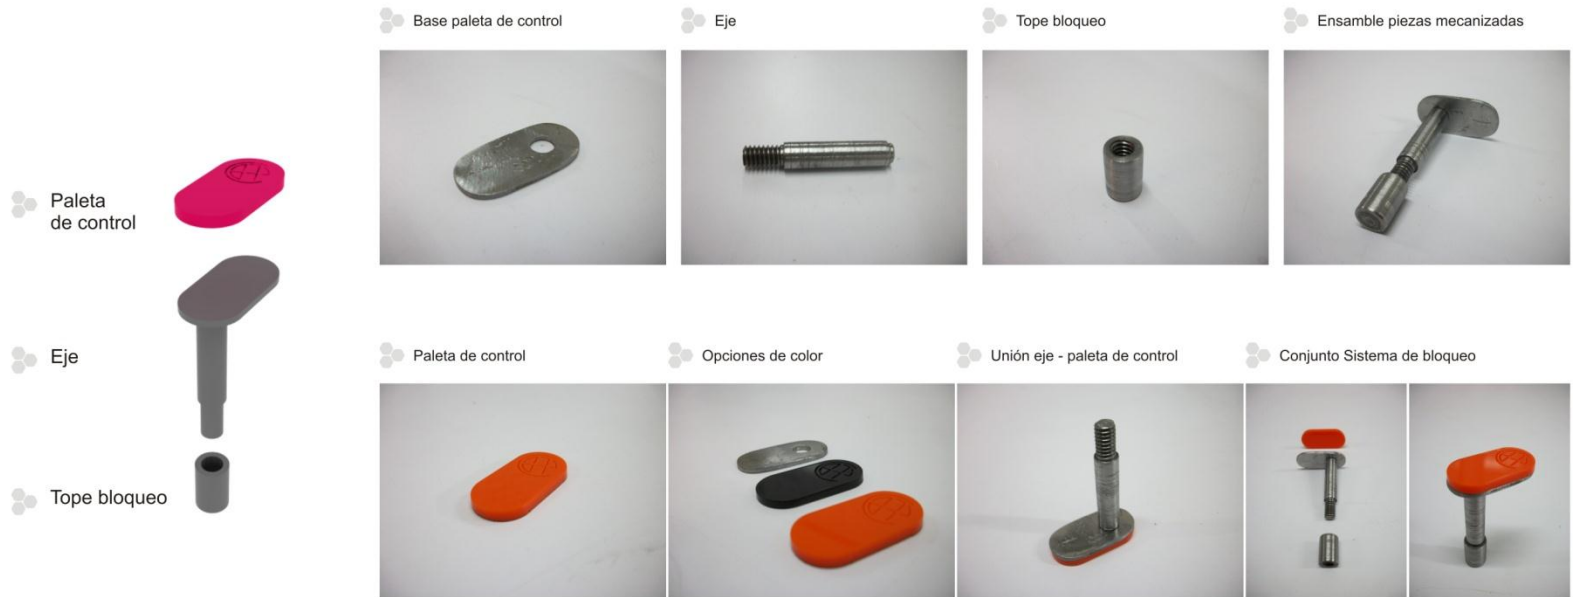 Base paleta de control
Eje
Tope bloqueo
Ensamble piezas mecanizadas
Paleta
de control
Eje
Tope bloqueo
Paleta de control
Opciones de color
Unión eje - paleta de control
Conjunto Sistema de bloqueo